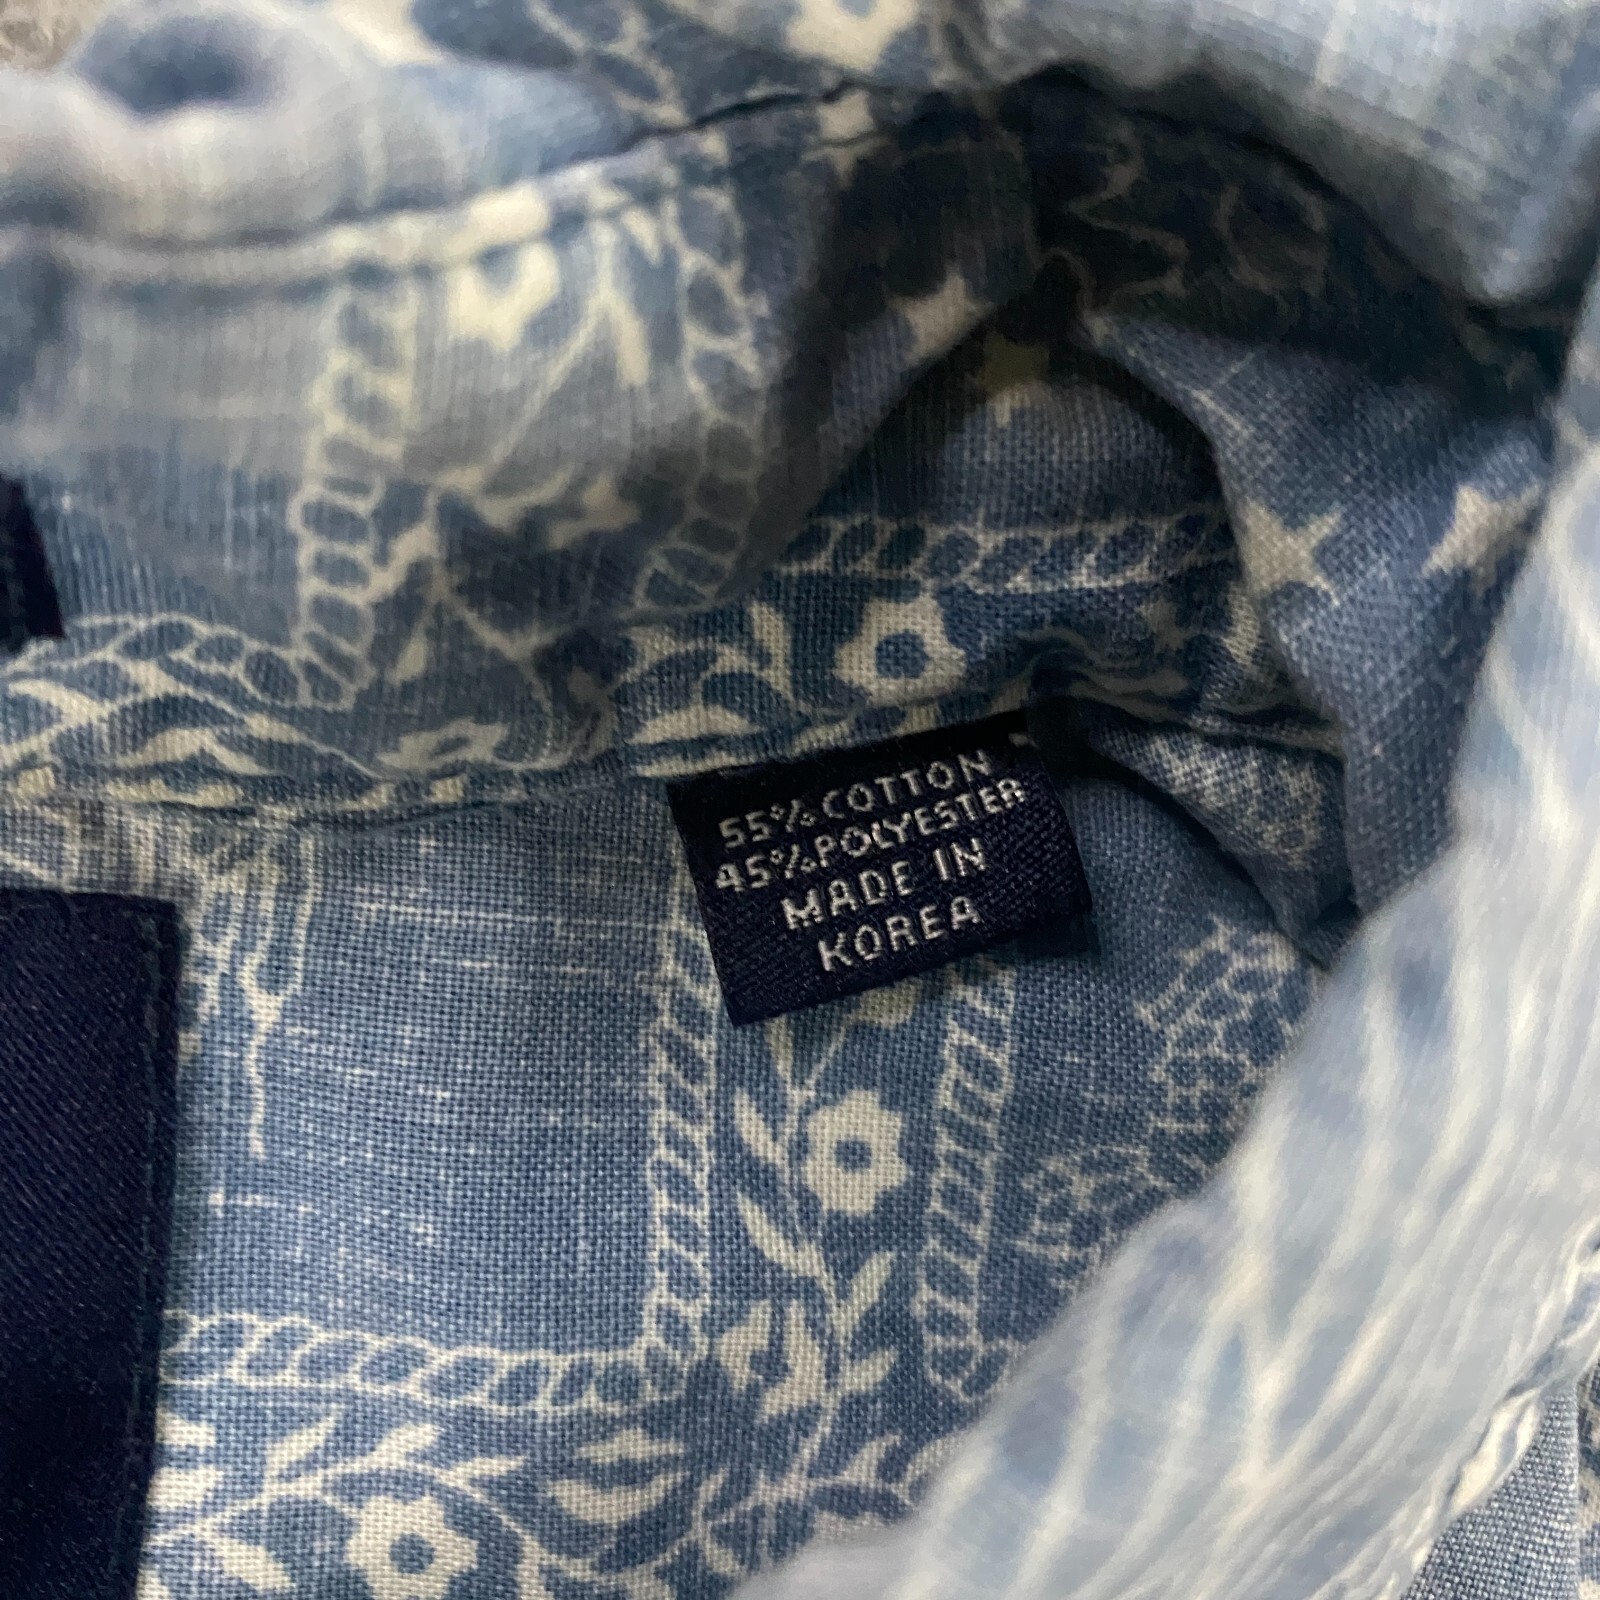 55% COTTON
45% POLYESTER
MADE IN
KOREA